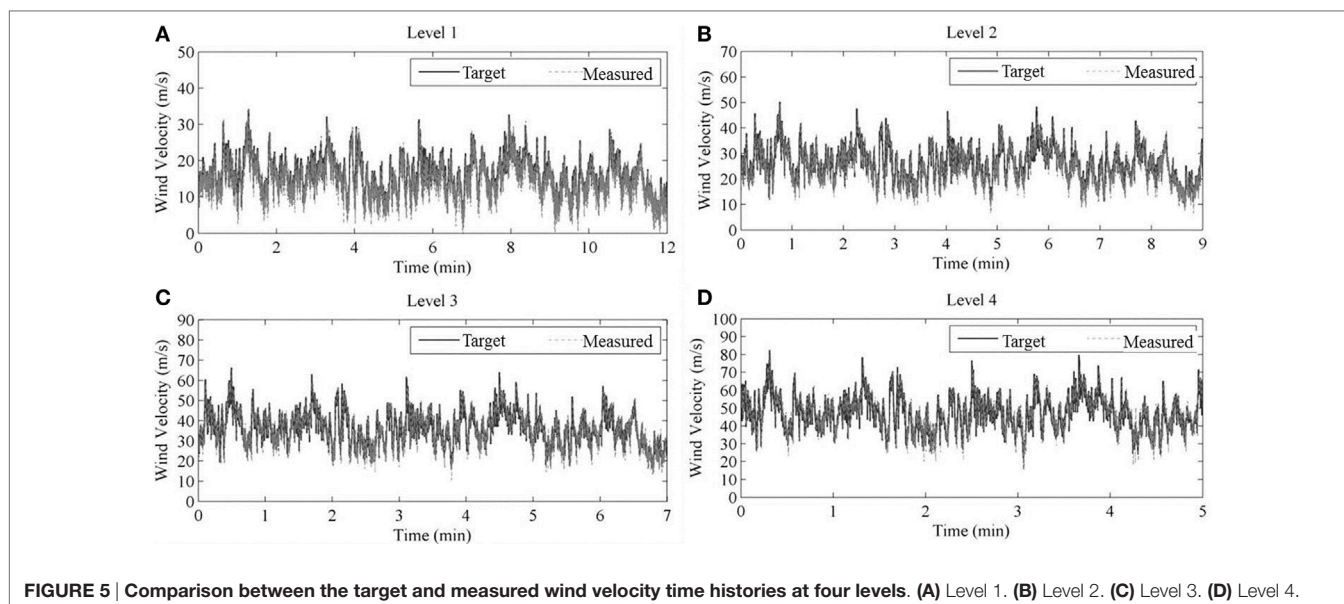 A
Level 1
50
40
30
20
10
0
Wind Velocity (m/s)
Target Measured
0 2 4 6 8 10 12
Time (min)
B
Level 2
70
60
50
40
30
20
10
0
Wind Velocity (m/s)
Target Measured
0 1 2 3 4 5 6 7 8 9
Time (min)
C
Level 3
90
80
70
60
50
40
30
20
10
0
Wind Velocity (m/s)
Target Measured
0 1 2 3 4 5 6 7
Time (min)
D
Level 4
100
90
80
70
60
50
40
30
20
10
0
Wind Velocity (m/s)
Target Measured
0 1 2 3 4 5
Time (min)
FIGURE 5 | Comparison between the target and measured wind velocity time histories at four levels. (A) Level 1. (B) Level 2. (C) Level 3. (D) Level 4.